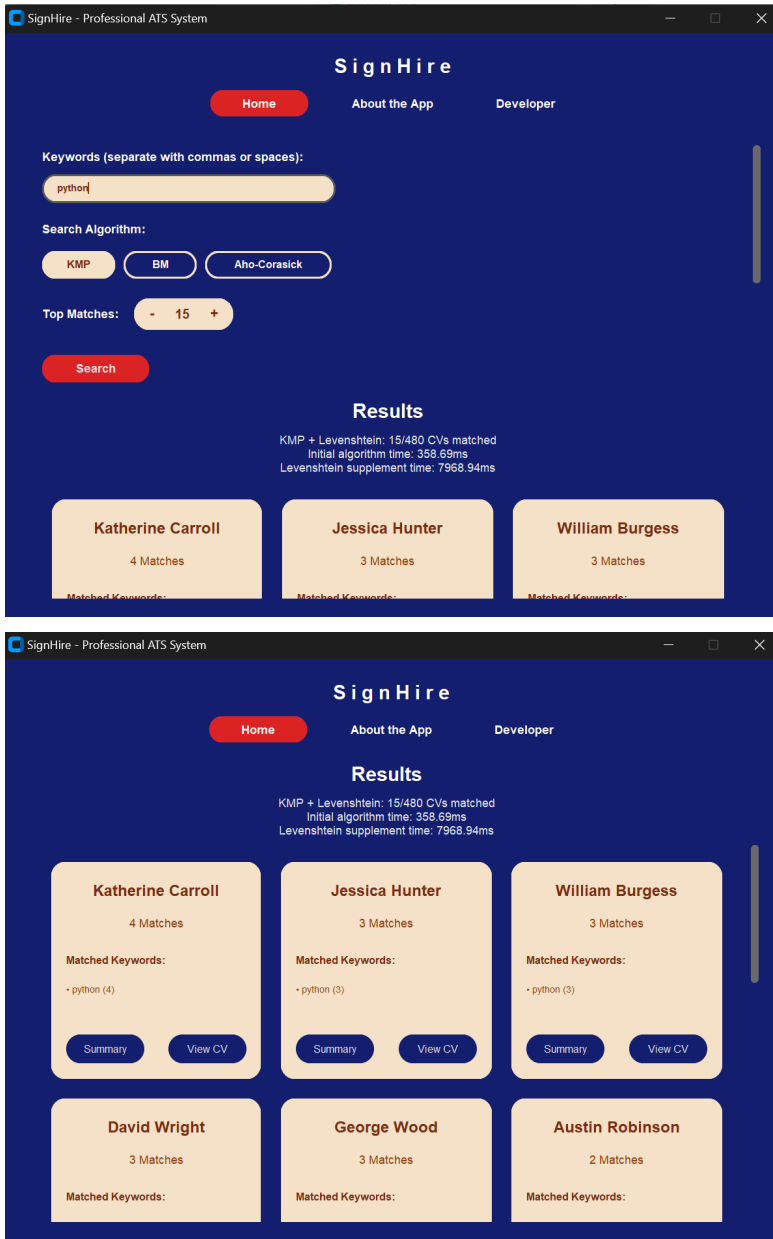 SignHire - Professional ATS System
SignHire
Home About the App Developer
Keywords (separate with commas or spaces):
python
Search Algorithm:
KMP BM Aho-Corasick
Top Matches: - 15 +
Search
Results
KMP + Levenshtein: 15/480 CVs matched
Initial algorithm time: 358.69ms
Levenshtein supplement time: 7968.94ms
Katherine Carroll Jessica Hunter William Burgess
4 Matches 3 Matches 3 Matches
Matched Keywords: Matched Keywords: Matched Keywords:
SignHire - Professional ATS System
SignHire
Home About the App Developer
Results
KMP + Levenshtein: 15/480 CVs matched
Initial algorithm time: 358.69ms
Levenshtein supplement time: 7968.94ms
Katherine Carroll Jessica Hunter William Burgess
4 Matches 3 Matches 3 Matches
Matched Keywords: Matched Keywords: Matched Keywords:
• python (4) • python (3) • python (3)
Summary View CV Summary View CV Summary View CV
David Wright George Wood Austin Robinson
3 Matches 3 Matches 2 Matches
Matched Keywords: Matched Keywords: Matched Keywords: